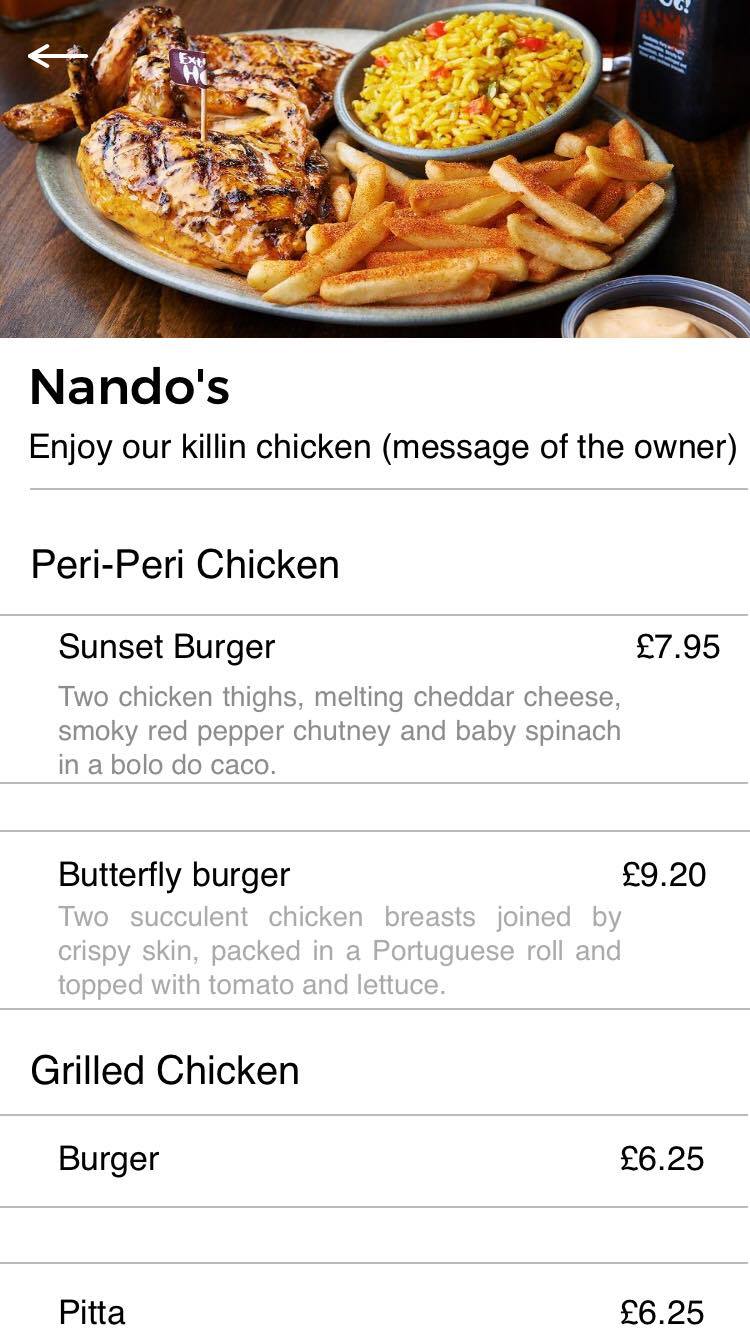 Ext
H
Nando's
Enjoy our killin chicken (message of the owner)
Peri-Peri Chicken
Sunset Burger £7.95
Two chicken thighs, melting cheddar cheese,
smoky red pepper chutney and baby spinach
in a bolo do caco.
Butterfly burger £9.20
Two succulent chicken breasts joined by
crispy skin, packed in a Portuguese roll and
topped with tomato and lettuce.
Grilled Chicken
Burger £6.25
Pitta £6.25